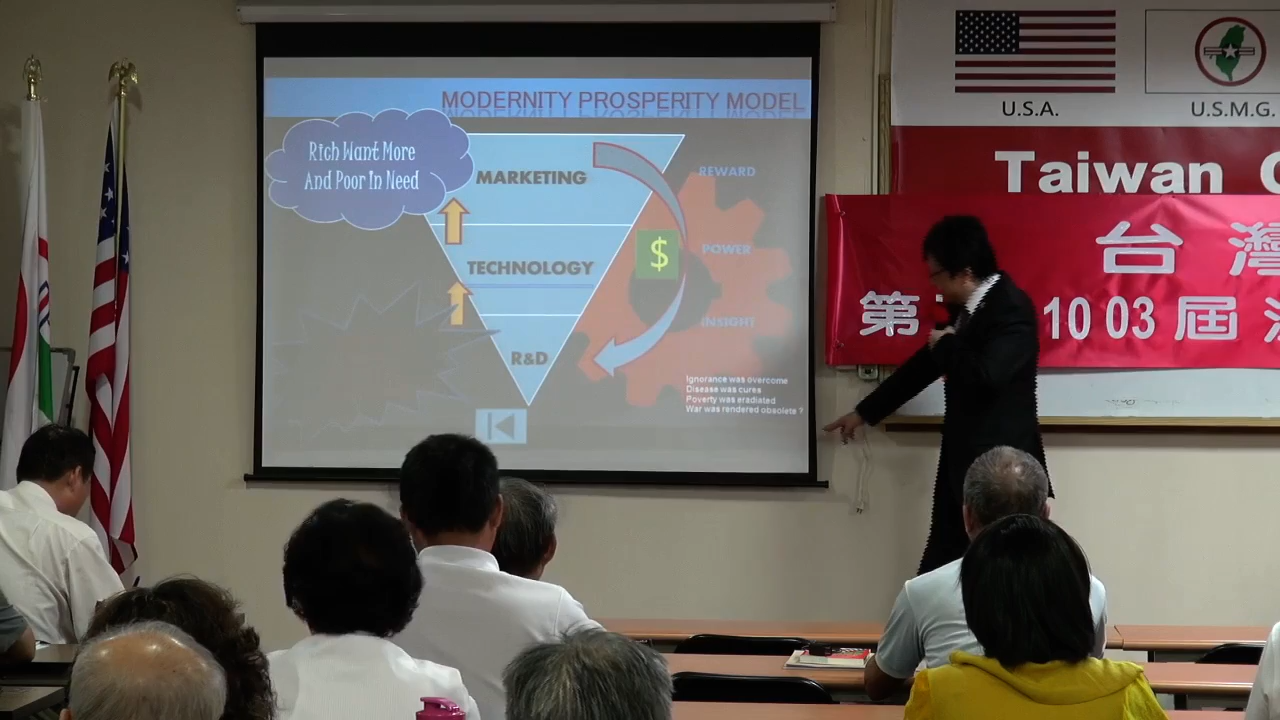 MODERNITY PROSPERITY MODEL
Rich Want More
And Poor In Need
MARKETING
TECHNOLOGY
R&D
$
REWARD
POWER
INSIGHT
Ignorance was overcome
Disease was cures
Poverty was eradiated
War was rendered obsolete ?
U.S.A.
U.S.M.G.
Taiwan
台灣
第 10 03 屆